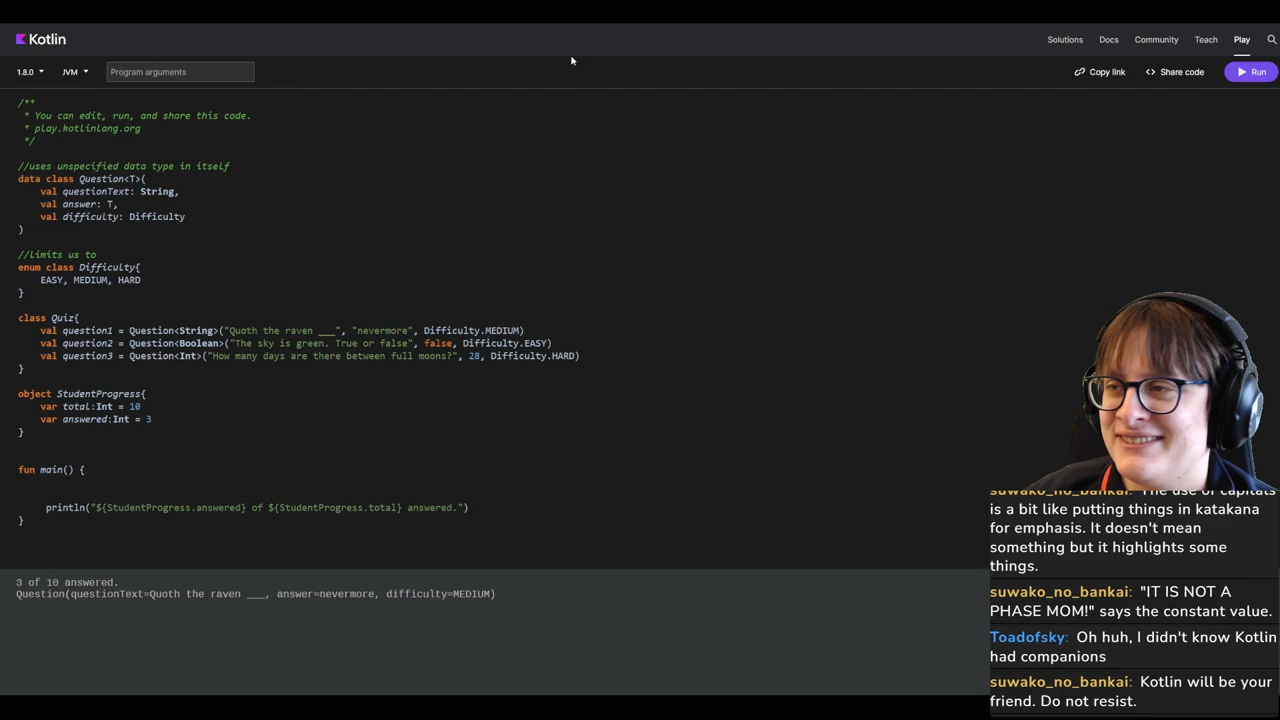 Kotlin
Solutions Docs Community Teach Play
1.8.0 JVM Program arguments Copy link <> Share code Run
/**
* You can edit, run, and share this code.
* play.kotlinlang.org
*/
//uses unspecified data type in itself
data class Question<T>(
val questionText: String,
val answer: T,
val difficulty: Difficulty
)
//limits us to
enum class Difficulty{
EASY, MEDIUM, HARD
}
class Quiz{
val question1 = Question<String>("Quoth the raven ___", "nevermore", Difficulty.MEDIUM)
val question2 = Question<Boolean>("The sky is green. True or false", false, Difficulty.EASY)
val question3 = Question<Int>("How many days are there between full moons?", 28, Difficulty.HARD)
}
object StudentProgress{
var total:Int = 10
var answered:Int = 3
}
fun main() {
println("${StudentProgress.answered} of ${StudentProgress.total} answered.")
}
3 of 10 answered.
Question(questionText=Quoth the raven ___, answer=nevermore, difficulty=MEDIUM)
suwako_no_bankai: The use of capitals
is a bit like putting things in katakana
for emphasis. It doesn't mean
something but it highlights some
things.
suwako_no_bankai: "IT IS NOT A
PHASE MOM!" says the constant value.
Toadofsky: Oh huh, I didn't know Kotlin
had companions
suwako_no_bankai: Kotlin will be your
friend. Do not resist.